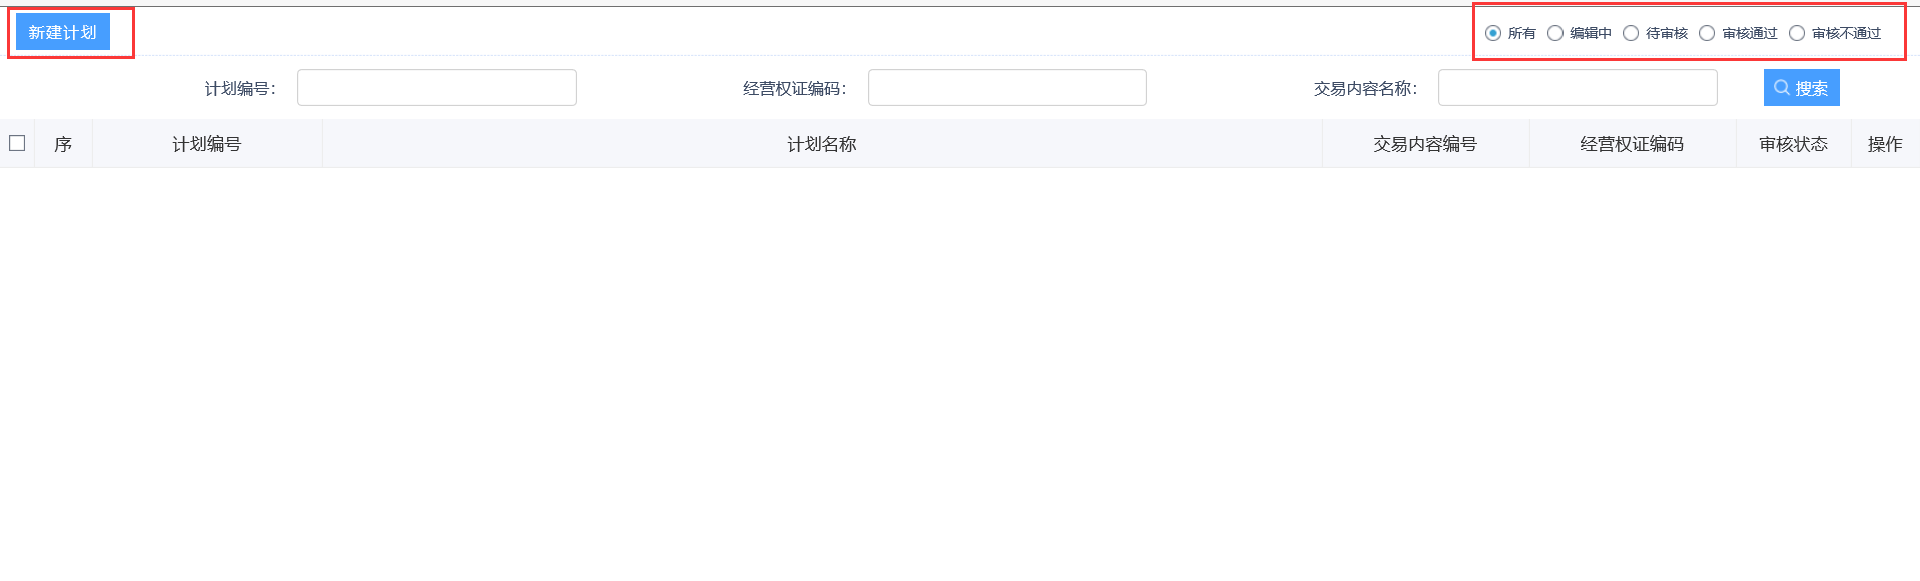 新建计划 所有 编辑中 待审核 审核通过 审核不通过
计划编号： 经营权证编码： 交易内容名称： 搜索
序 计划编号 计划名称 交易内容编号 经营权证编码 审核状态 操作